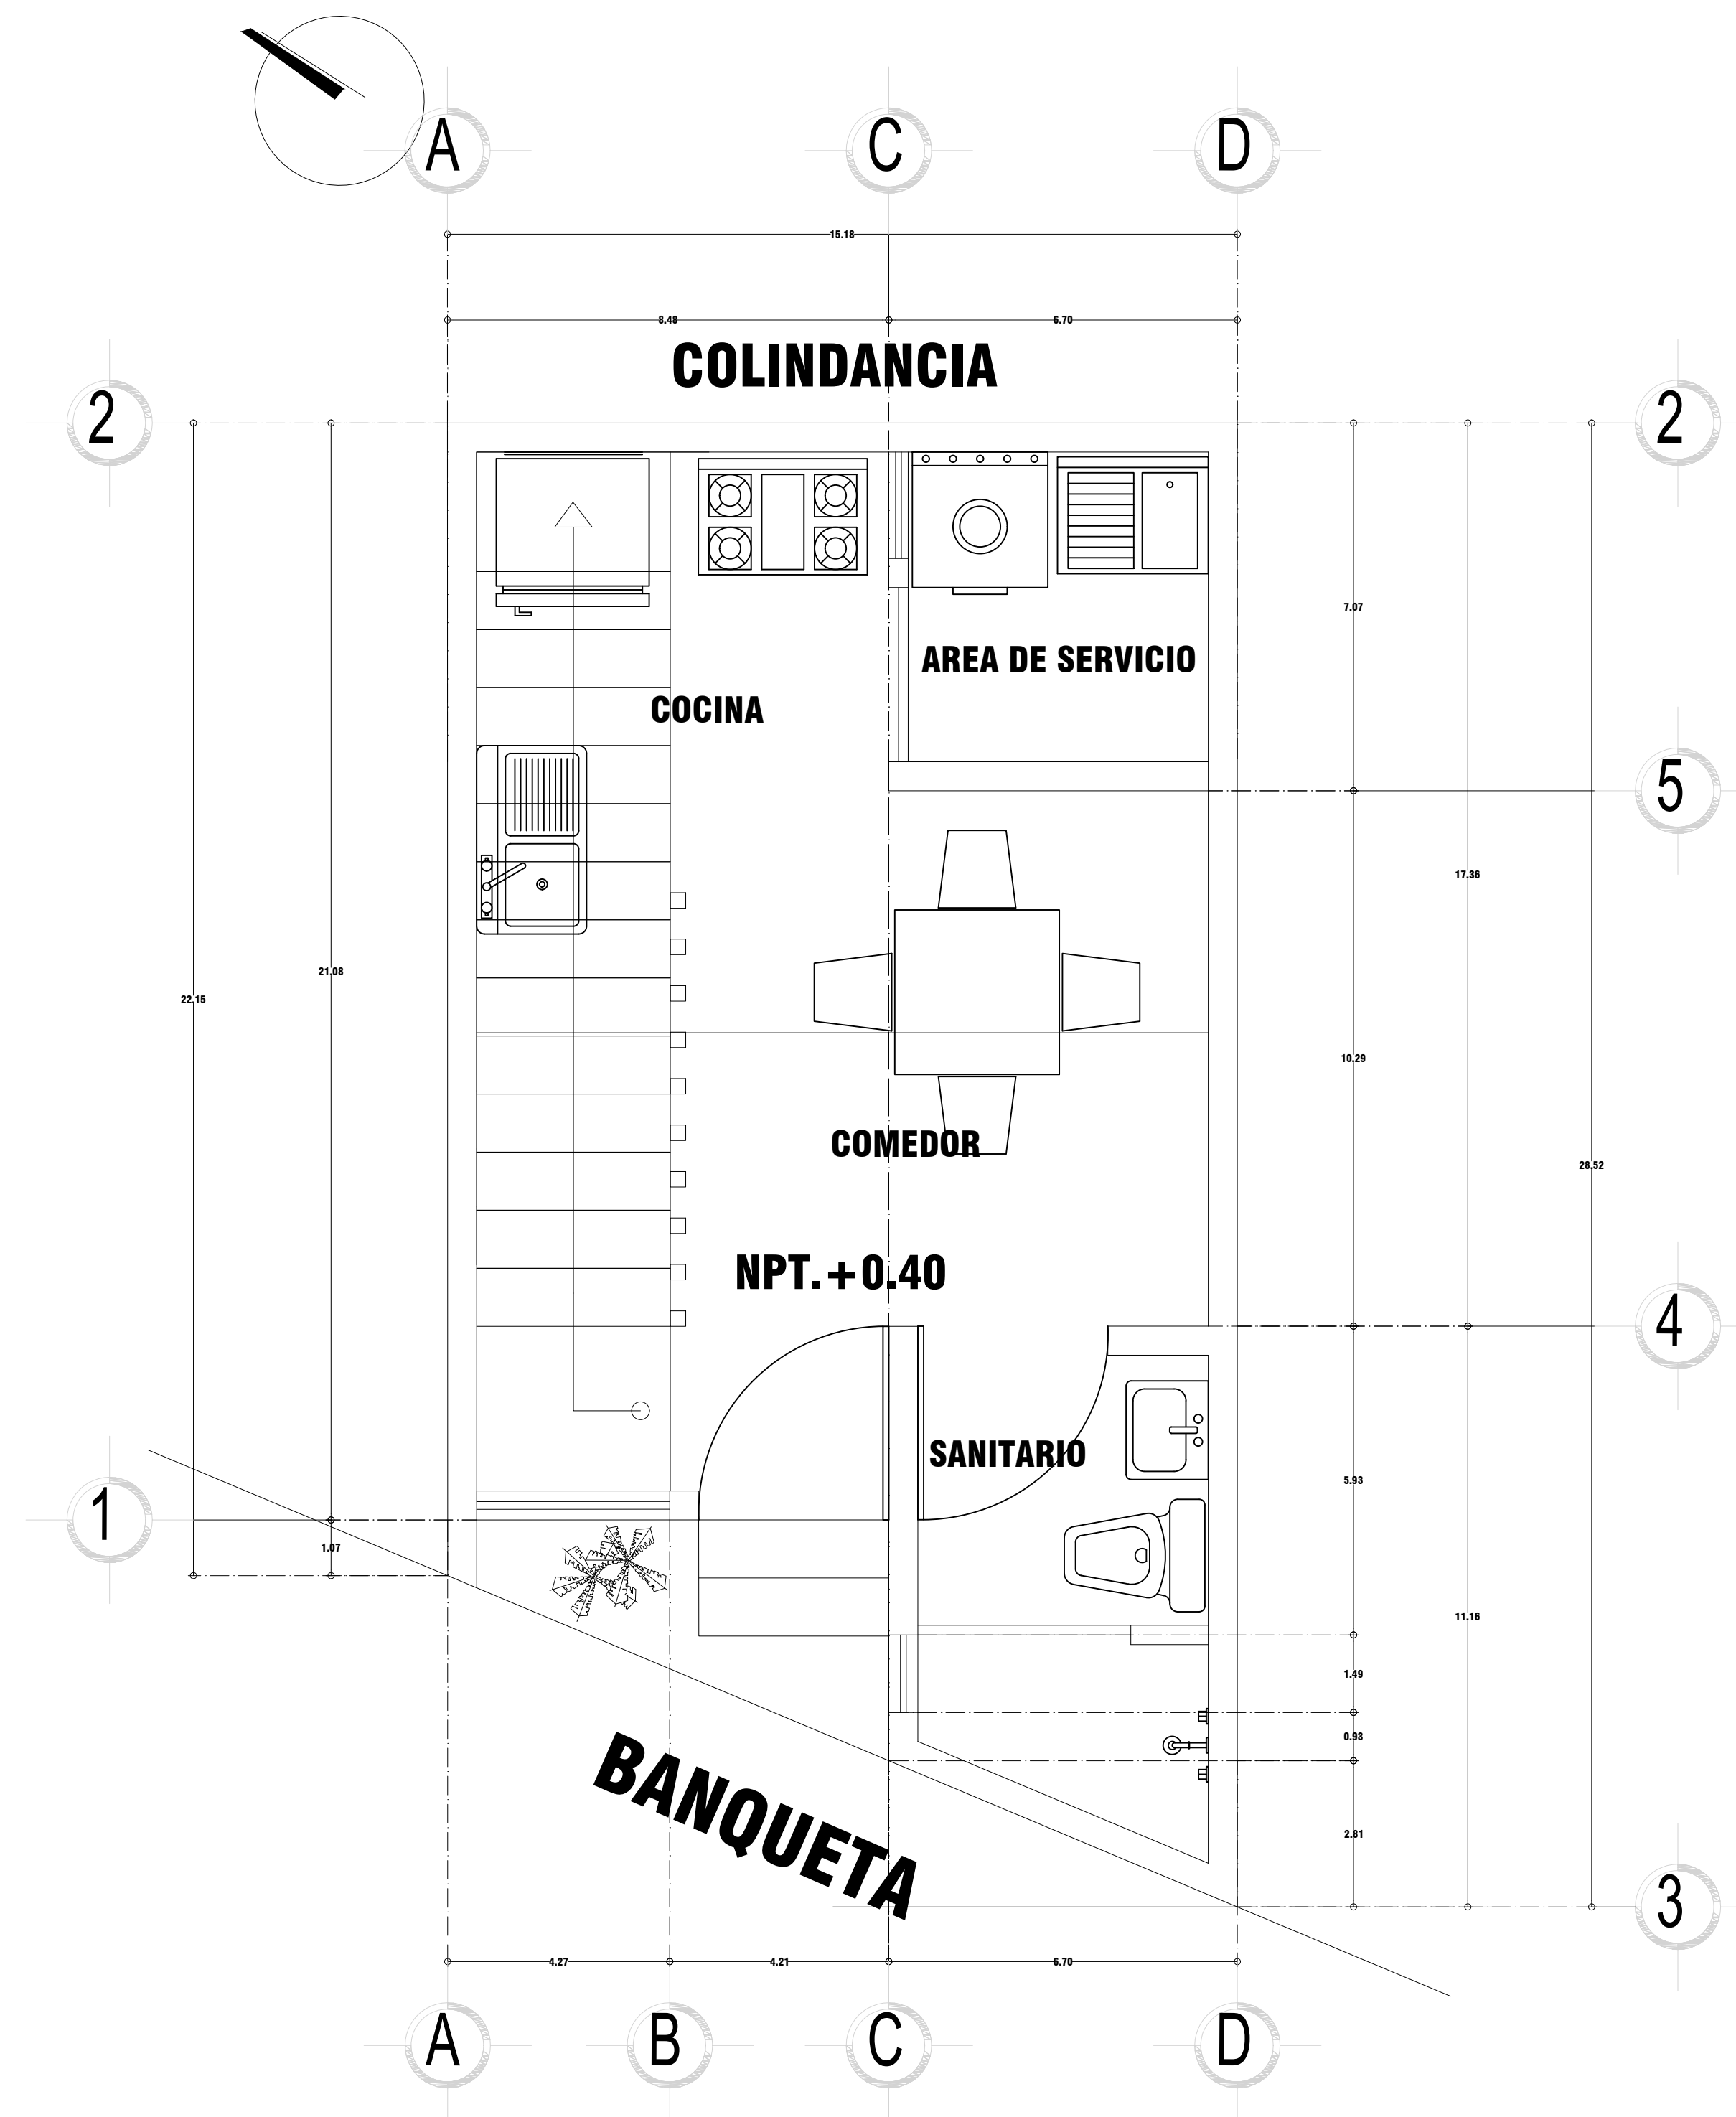 A
C
D
15.18
8.48
6.70
COLINDANCIA
2
2
7.07
AREA DE SERVICIO
COCINA
5
17.36
21.08
22.15
10.29
COMEDOR
28.52
NPT.+0.40
4
SANITARIO
5.93
1
1.07
11.16
1.49
0.93
BANQUETA
2.81
3
4.27
4.21
6.70
A
B
C
D